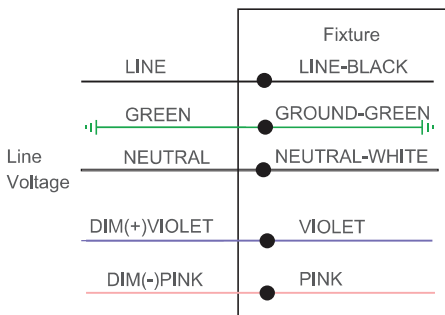 Fixture
LINE LINE-BLACK
GREEN GROUND-GREEN
Line
Voltage
NEUTRAL NEUTRAL-WHITE
DIM(+)VIOLET VIOLET
DIM(-)PINK PINK